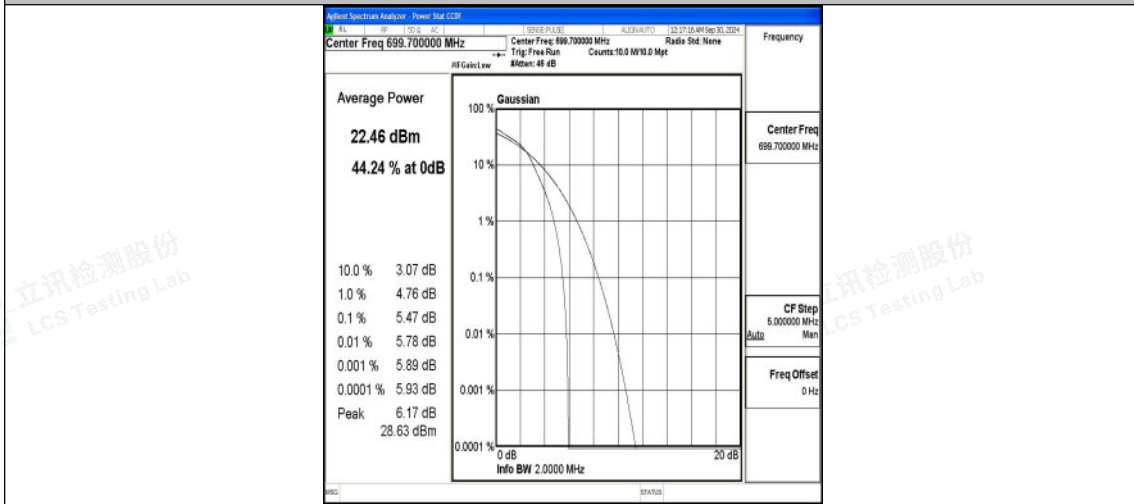 Agilent Spectrum Analyzer - Power Stat CCDF
RL RF 50 Ω AC SENSE:PULSE ALIGNAUTO 12:17:16 AM Sep 30, 2024
Center Freq 699.700000 MHz
Center Freq: 699.700000 MHz Radio Std: None
Trig: Free Run Counts:10.0 M/10.0 Mpt
#IFGain:Low #Atten: 46 dB
Frequency
Average Power
22.46 dBm
44.24 % at 0dB
10.0 % 3.07 dB
1.0 % 4.76 dB
0.1 % 5.47 dB
0.01 % 5.78 dB
0.001 % 5.89 dB
0.0001 % 5.93 dB
Peak 6.17 dB
28.63 dBm
Gaussian
100 %
10 %
1 %
0.1 %
0.01 %
0.001 %
0.0001 %
0 dB 20 dB
Info BW 2.0000 MHz
Center Freq
699.700000 MHz
CF Step
5.000000 MHz
Auto Man
Freq Offset
0 Hz
MSG STATUS
立讯检测股份
LCS Testing Lab
立讯检测股份
LCS Testing Lab